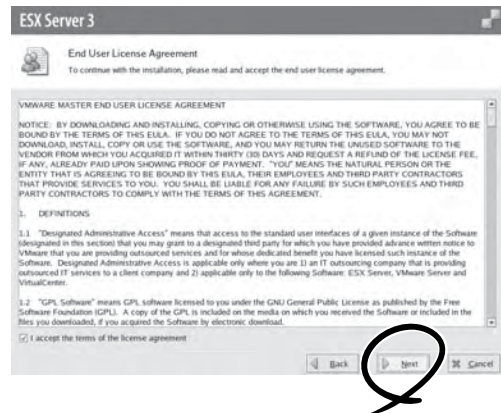 ESX Server 3
End User License Agreement
To continue with the installation, please read and accept the end user license agreement.
VMWARE MASTER END USER LICENSE AGREEMENT
NOTICE: BY DOWNLOADING AND INSTALLING, COPYING OR OTHERWISE USING THE SOFTWARE, YOU AGREE TO BE
BOUND BY THE TERMS OF THIS EULA. IF YOU DO NOT AGREE TO THE TERMS OF THIS EULA, YOU MAY NOT
DOWNLOAD, INSTALL, COPY OR USE THE SOFTWARE, AND YOU MAY RETURN THE UNUSED SOFTWARE TO THE
VENDOR FROM WHICH YOU ACQUIRED IT WITHIN THIRTY (30) DAYS AND REQUEST A REFUND OF THE LICENSE FEE,
IF ANY, ALREADY PAID UPON SHOWING PROOF OF PAYMENT. "YOU" MEANS THE NATURAL PERSON OR THE
ENTITY THAT IS AGREEING TO BE BOUND BY THIS EULA, THEIR EMPLOYEES AND THIRD PARTY CONTRACTORS
THAT PROVIDE SERVICES TO YOU. YOU SHALL BE LIABLE FOR ANY FAILURE BY SUCH EMPLOYEES AND THIRD
PARTY CONTRACTORS TO COMPLY WITH THE TERMS OF THIS AGREEMENT.
1. DEFINITIONS
1.1 "Designated Administrative Access" means that access to the standard user interfaces of a given instance of the Software
(designated in this section) that you may grant to a designated third party for which you have provided advance written notice to
VMware that you are providing outsourced services and for whose dedicated benefit you have licensed such instance of the
Software. Designated Administrative Access is applicable only where you are 1) an IT outsourcing company that is providing
outsourced IT services to a client company and 2) applicable only to the following Software: ESX Server, VMware Server and
VirtualCenter.
1.2 "GPL Software" means GPL software licensed to you under the GNU General Public License as published by the Free
Software Foundation (GPL). A copy of the GPL is included on the media on which you received the Software or included in the
files you downloaded, if you acquired the Software by electronic download.
I accept the terms of the license agreement
Back Next Cancel